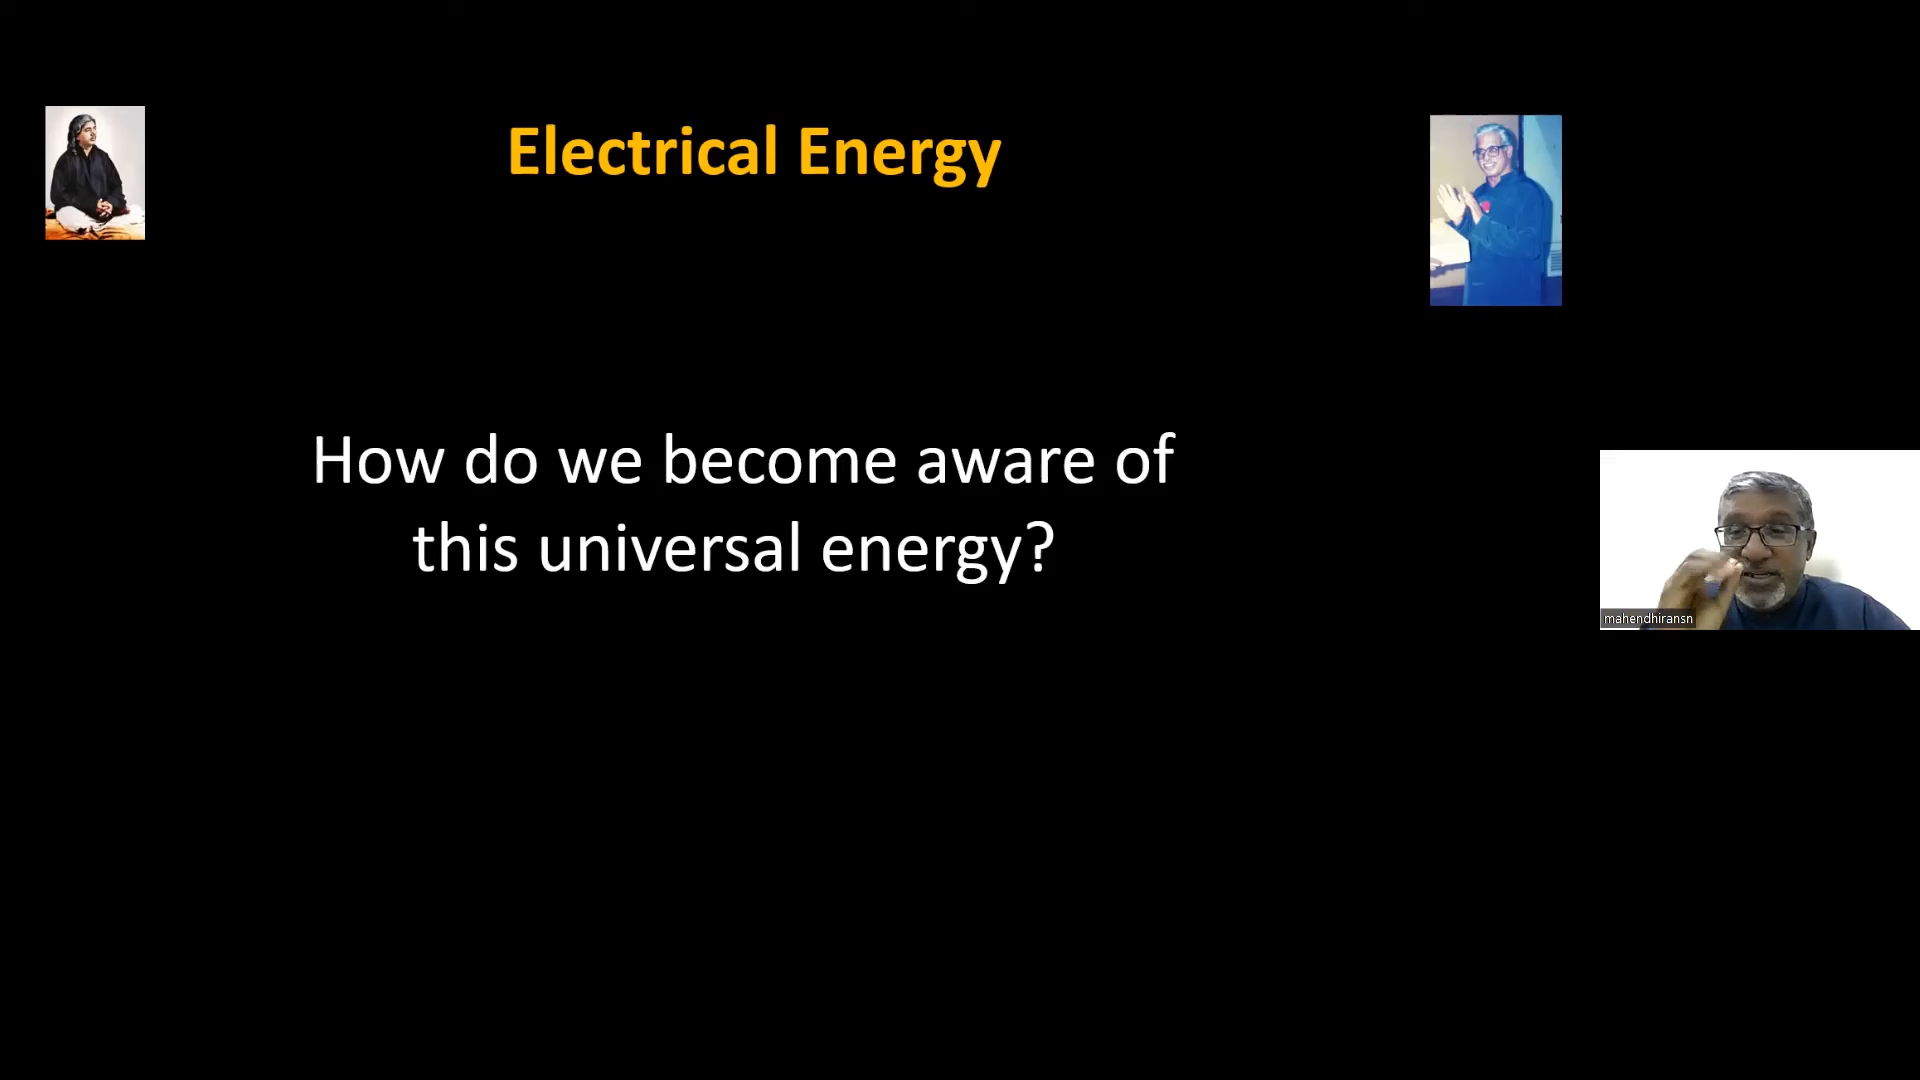 Electrical Energy
How do we become aware of
this universal energy?
mahendhiransn